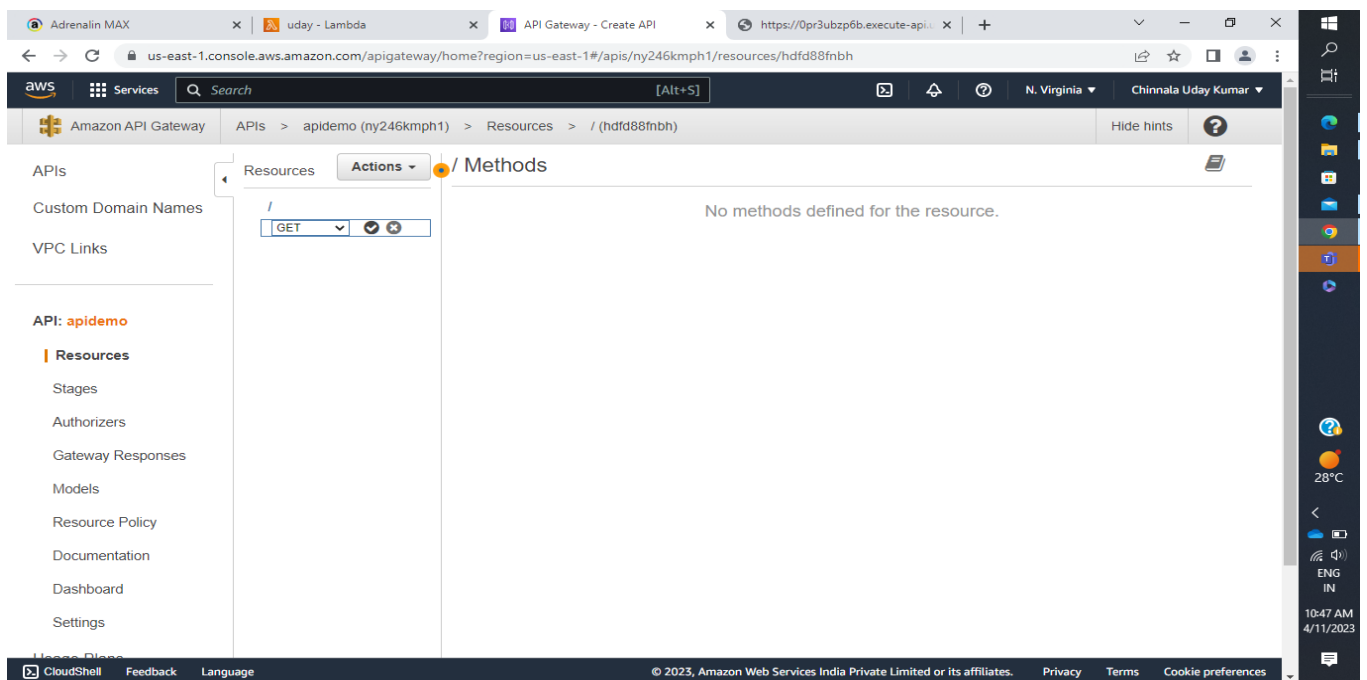 Adrenalin MAX
uday - Lambda
API Gateway - Create API
https://0pr3ubzp6b.execute-api.u
us-east-1.console.aws.amazon.com/apigateway/home?region=us-east-1#/apis/ny246kmph1/resources/hdfd88fnbh
aws Services Search [Alt+S] N. Virginia Chinnala Uday Kumar
Amazon API Gateway APIs > apidemo (ny246kmph1) > Resources > / (hdfd88fnbh) Hide hints
APIs
Custom Domain Names
VPC Links
API: apidemo
Resources
Stages
Authorizers
Gateway Responses
Models
Resource Policy
Documentation
Dashboard
Settings
Usage Plans
Resources Actions
/
GET
/ Methods
No methods defined for the resource.
CloudShell Feedback Language © 2023, Amazon Web Services India Private Limited or its affiliates. Privacy Terms Cookie preferences
28°C
ENG
IN
10:47 AM
4/11/2023